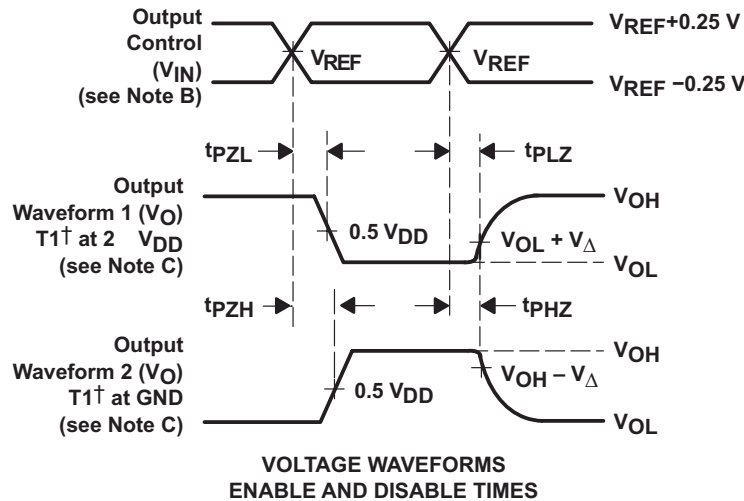 Output
Control
(VIN)
(see Note B)
VREF
VREF
VREF+0.25 V
VREF −0.25 V
tPZL
tPLZ
Output
Waveform 1 (VO)
T1† at 2 VDD
(see Note C)
0.5 VDD
VOH
VOL + VΔ
VOL
tPZH
tPHZ
Output
Waveform 2 (VO)
T1† at GND
(see Note C)
0.5 VDD
VOH
VOH − VΔ
VOL
VOLTAGE WAVEFORMS
ENABLE AND DISABLE TIMES